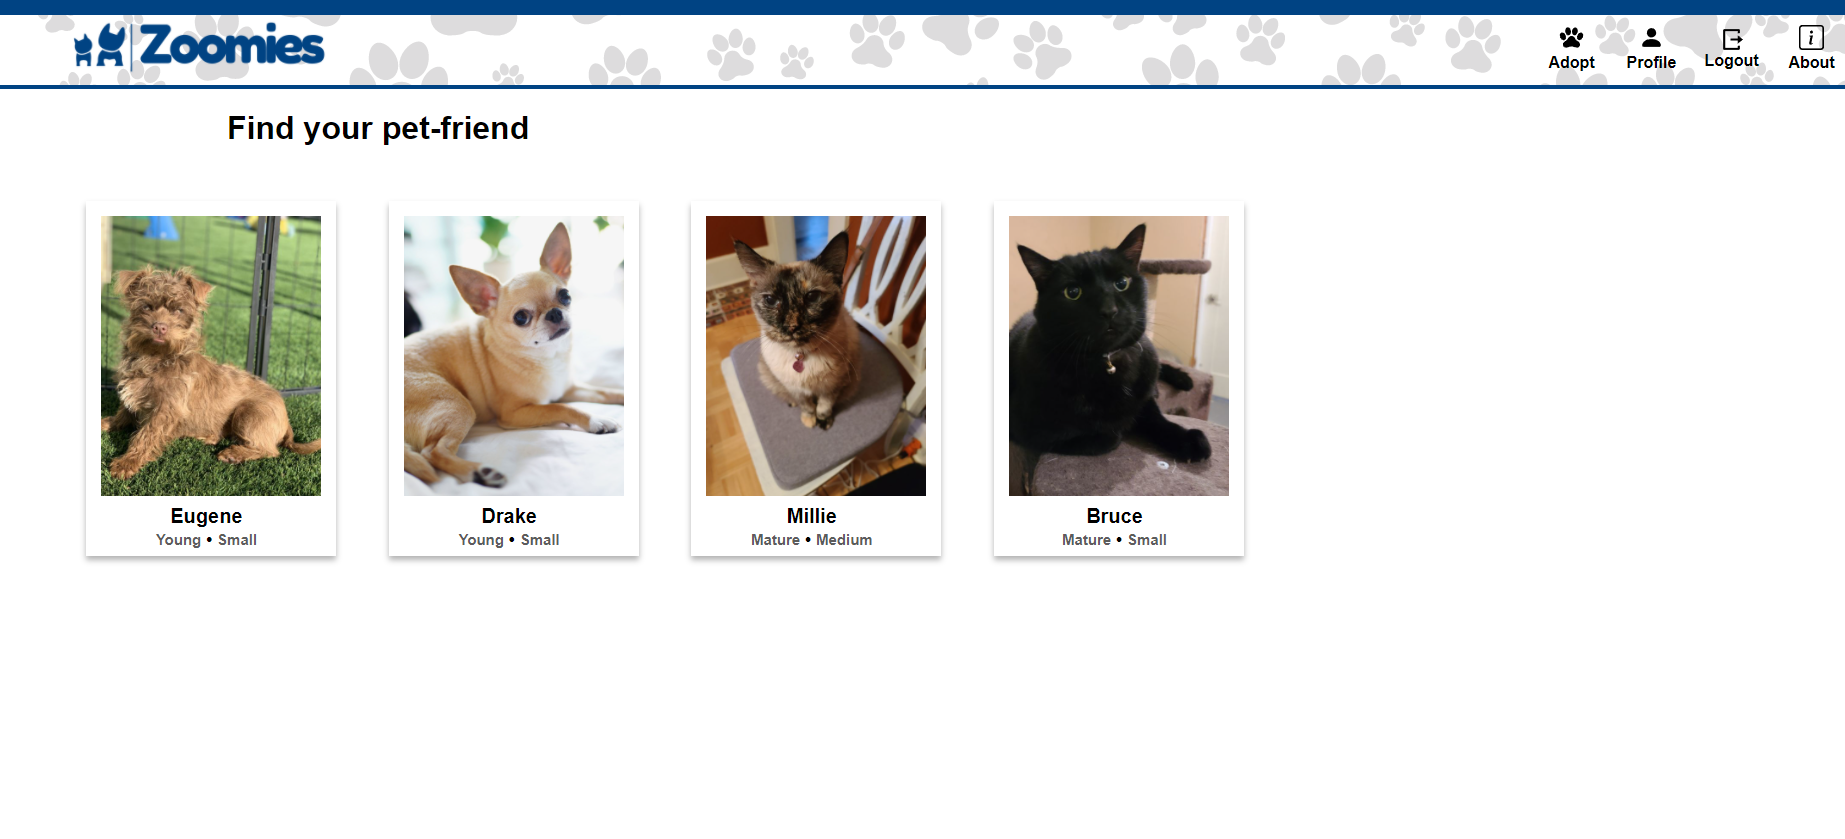 Zoomies
Adopt
Profile
Logout
About
Find your pet-friend
Eugene
Young • Small
Drake
Young • Small
Millie
Mature • Medium
Bruce
Mature • Small